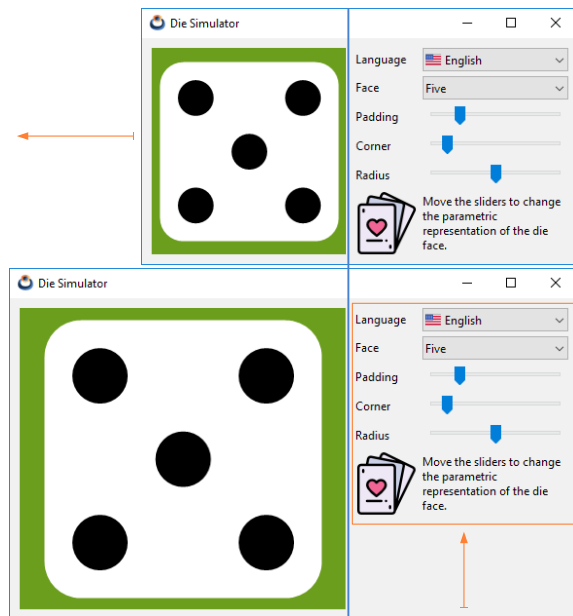 Die Simulator
Language
English
Face
Five
Padding
Corner
Radius
Move the sliders to change
the parametric
representation of the die
face.
Die Simulator
Language
English
Face
Five
Padding
Corner
Radius
Move the sliders to change
the parametric
representation of the die
face.